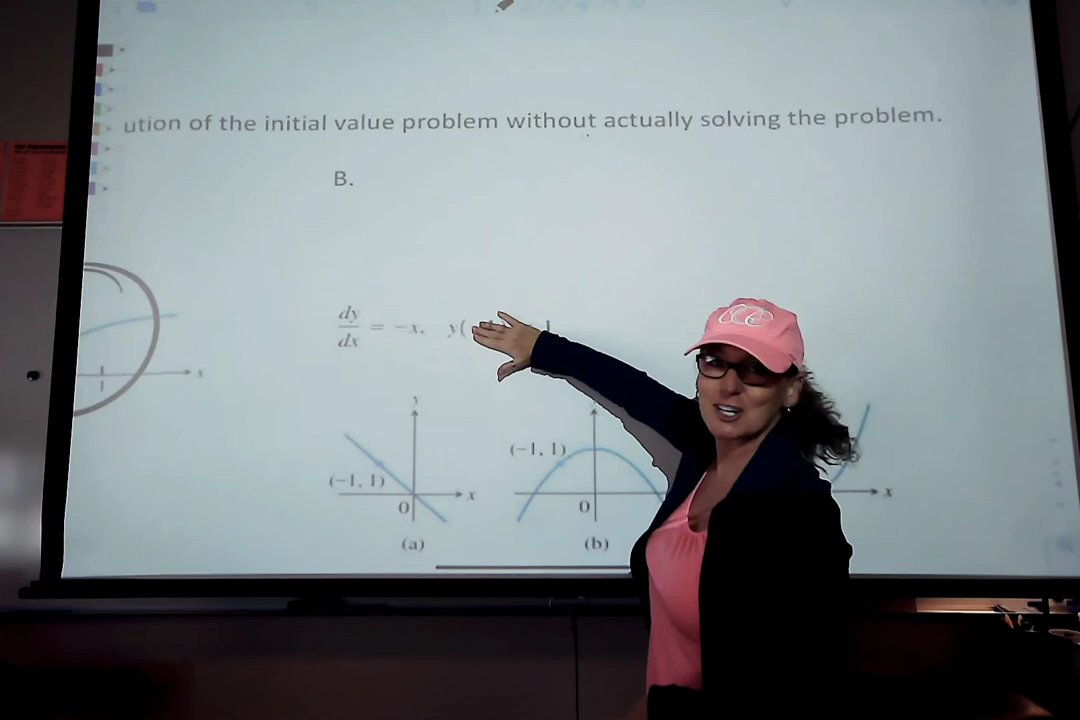 ution of the initial value problem without actually solving the problem.
B.
dy
dx = −x, y(
1
x
y
(−1, 1)
0
x
(a)
(−1, 1)
0
(b)
x